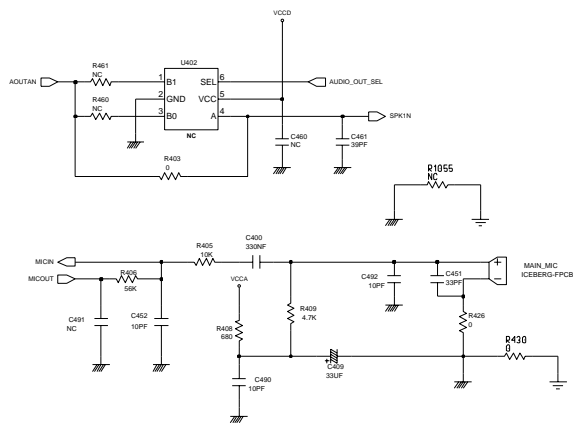 VCCD
U402
R461
NC
AOUTAN
1 B1 SEL 6
AUDIO_OUT_SEL
2 GND VCC 5
R460
NC
3 B0 A 4
SPK1N
NC
C460
NC
C461
39PF
R403
0
R1055
NC
MICIN
R405
10K
C400
330NF
MICOUT
R406
56K
VCCA
C492
10PF
C451
33PF
+
-
MAIN_MIC
ICEBERG-FPCB
C491
NC
C452
10PF
R408
680
R409
4.7K
R426
0
R430
0
+
C409
33UF
C490
10PF